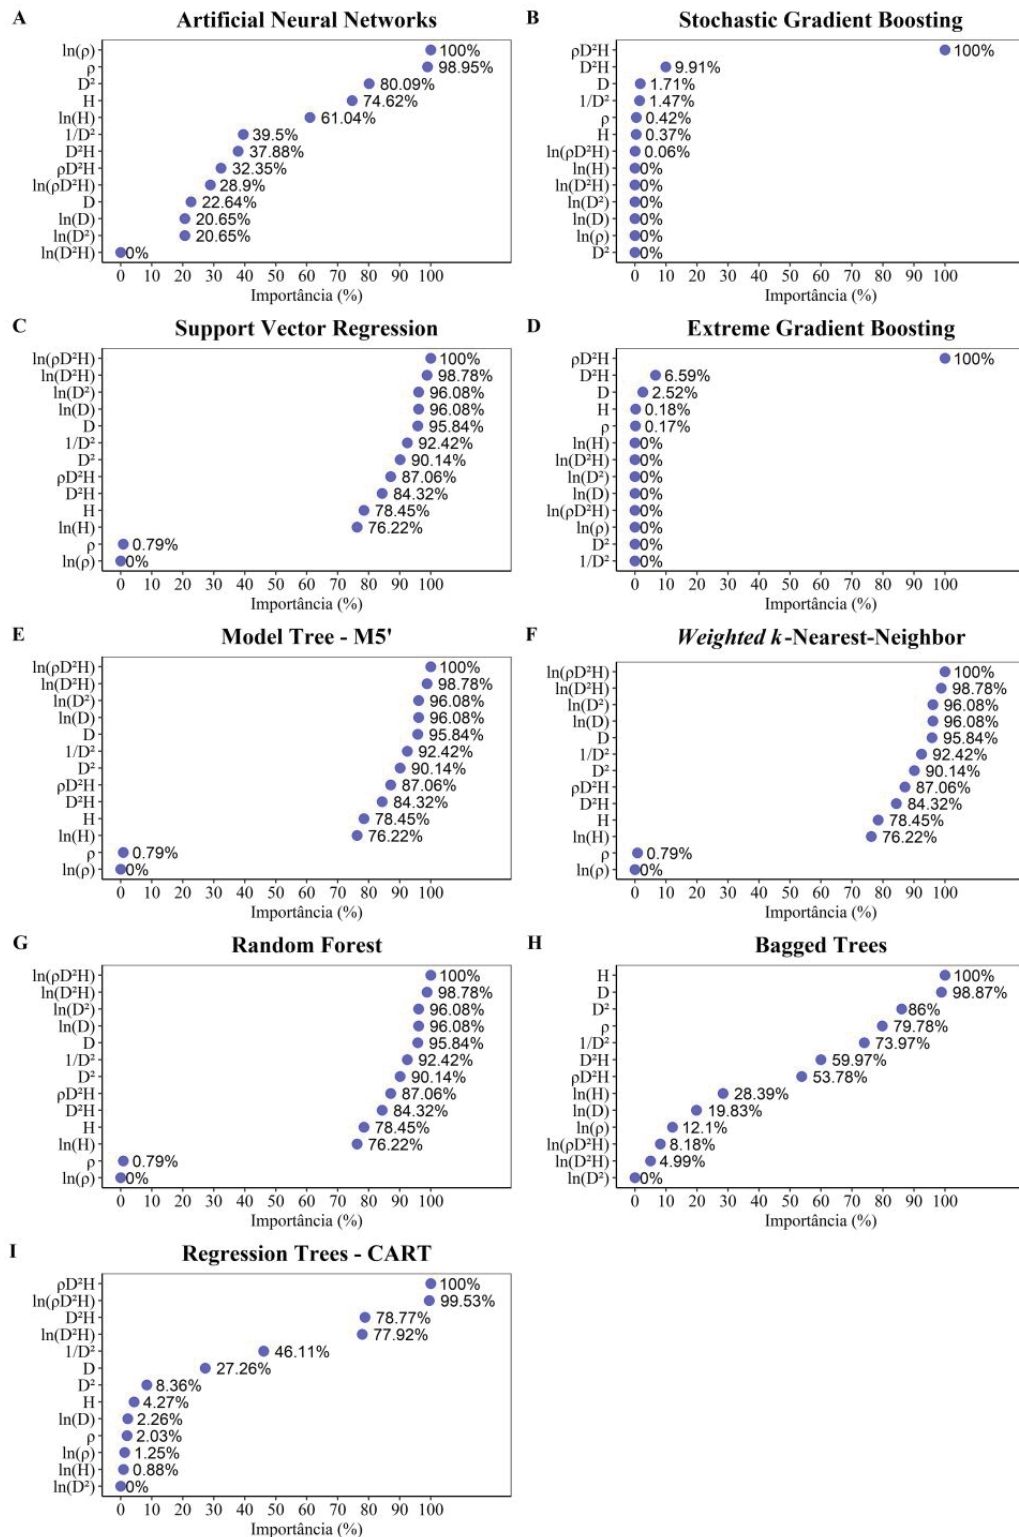 A
Artificial Neural Networks
ln(ρ) 100%
ρ 98.95%
D² 80.09%
H 74.62%
ln(H) 61.04%
1/D² 39.5%
D²H 37.88%
ρD²H 32.35%
ln(ρD²H) 28.9%
D 22.64%
ln(D) 20.65%
ln(D²) 20.65%
ln(D²H) 0%
0 10 20 30 40 50 60 70 80 90 100
Importância (%)
B
Stochastic Gradient Boosting
ρD²H 100%
D²H 9.91%
D 1.71%
1/D² 1.47%
ρ 0.42%
H 0.37%
ln(ρD²H) 0.06%
ln(H) 0%
ln(D²H) 0%
ln(D²) 0%
ln(D) 0%
ln(ρ) 0%
D² 0%
0 10 20 30 40 50 60 70 80 90 100
Importância (%)
C
Support Vector Regression
ln(ρD²H) 100%
ln(D²H) 98.78%
ln(D²) 96.08%
ln(D) 96.08%
D 95.84%
1/D² 92.42%
D² 90.14%
ρD²H 87.06%
D²H 84.32%
H 78.45%
ln(H) 76.22%
ρ 0.79%
ln(ρ) 0%
0 10 20 30 40 50 60 70 80 90 100
Importância (%)
D
Extreme Gradient Boosting
ρD²H 100%
D²H 6.59%
D 2.52%
H 0.18%
ρ 0.17%
ln(H) 0%
ln(D²H) 0%
ln(D²) 0%
ln(D) 0%
ln(ρD²H) 0%
ln(ρ) 0%
D² 0%
1/D² 0%
0 10 20 30 40 50 60 70 80 90 100
Importância (%)
E
Model Tree - M5'
ln(ρD²H) 100%
ln(D²H) 98.78%
ln(D²) 96.08%
ln(D) 96.08%
D 95.84%
1/D² 92.42%
D² 90.14%
ρD²H 87.06%
D²H 84.32%
H 78.45%
ln(H) 76.22%
ρ 0.79%
ln(ρ) 0%
0 10 20 30 40 50 60 70 80 90 100
Importância (%)
F
Weighted k-Nearest-Neighbor
ln(ρD²H) 100%
ln(D²H) 98.78%
ln(D²) 96.08%
ln(D) 96.08%
D 95.84%
1/D² 92.42%
D² 90.14%
ρD²H 87.06%
D²H 84.32%
H 78.45%
ln(H) 76.22%
ρ 0.79%
ln(ρ) 0%
0 10 20 30 40 50 60 70 80 90 100
Importância (%)
G
Random Forest
ln(ρD²H) 100%
ln(D²H) 98.78%
ln(D²) 96.08%
ln(D) 96.08%
D 95.84%
1/D² 92.42%
D² 90.14%
ρD²H 87.06%
D²H 84.32%
H 78.45%
ln(H) 76.22%
ρ 0.79%
ln(ρ) 0%
0 10 20 30 40 50 60 70 80 90 100
Importância (%)
H
Bagged Trees
H 100%
D 98.87%
D² 86%
ρ 79.78%
1/D² 73.97%
D²H 59.97%
ρD²H 53.78%
ln(H) 28.39%
ln(D) 19.83%
ln(ρ) 12.1%
ln(ρD²H) 8.18%
ln(D²H) 4.99%
ln(D²) 0%
0 10 20 30 40 50 60 70 80 90 100
Importância (%)
I
Regression Trees - CART
ρD²H 100%
ln(ρD²H) 99.53%
D²H 78.77%
ln(D²H) 77.92%
1/D² 46.11%
D 27.26%
D² 8.36%
H 4.27%
ln(D) 2.26%
ρ 2.03%
ln(ρ) 1.25%
ln(H) 0.88%
ln(D²) 0%
0 10 20 30 40 50 60 70 80 90 100
Importância (%)